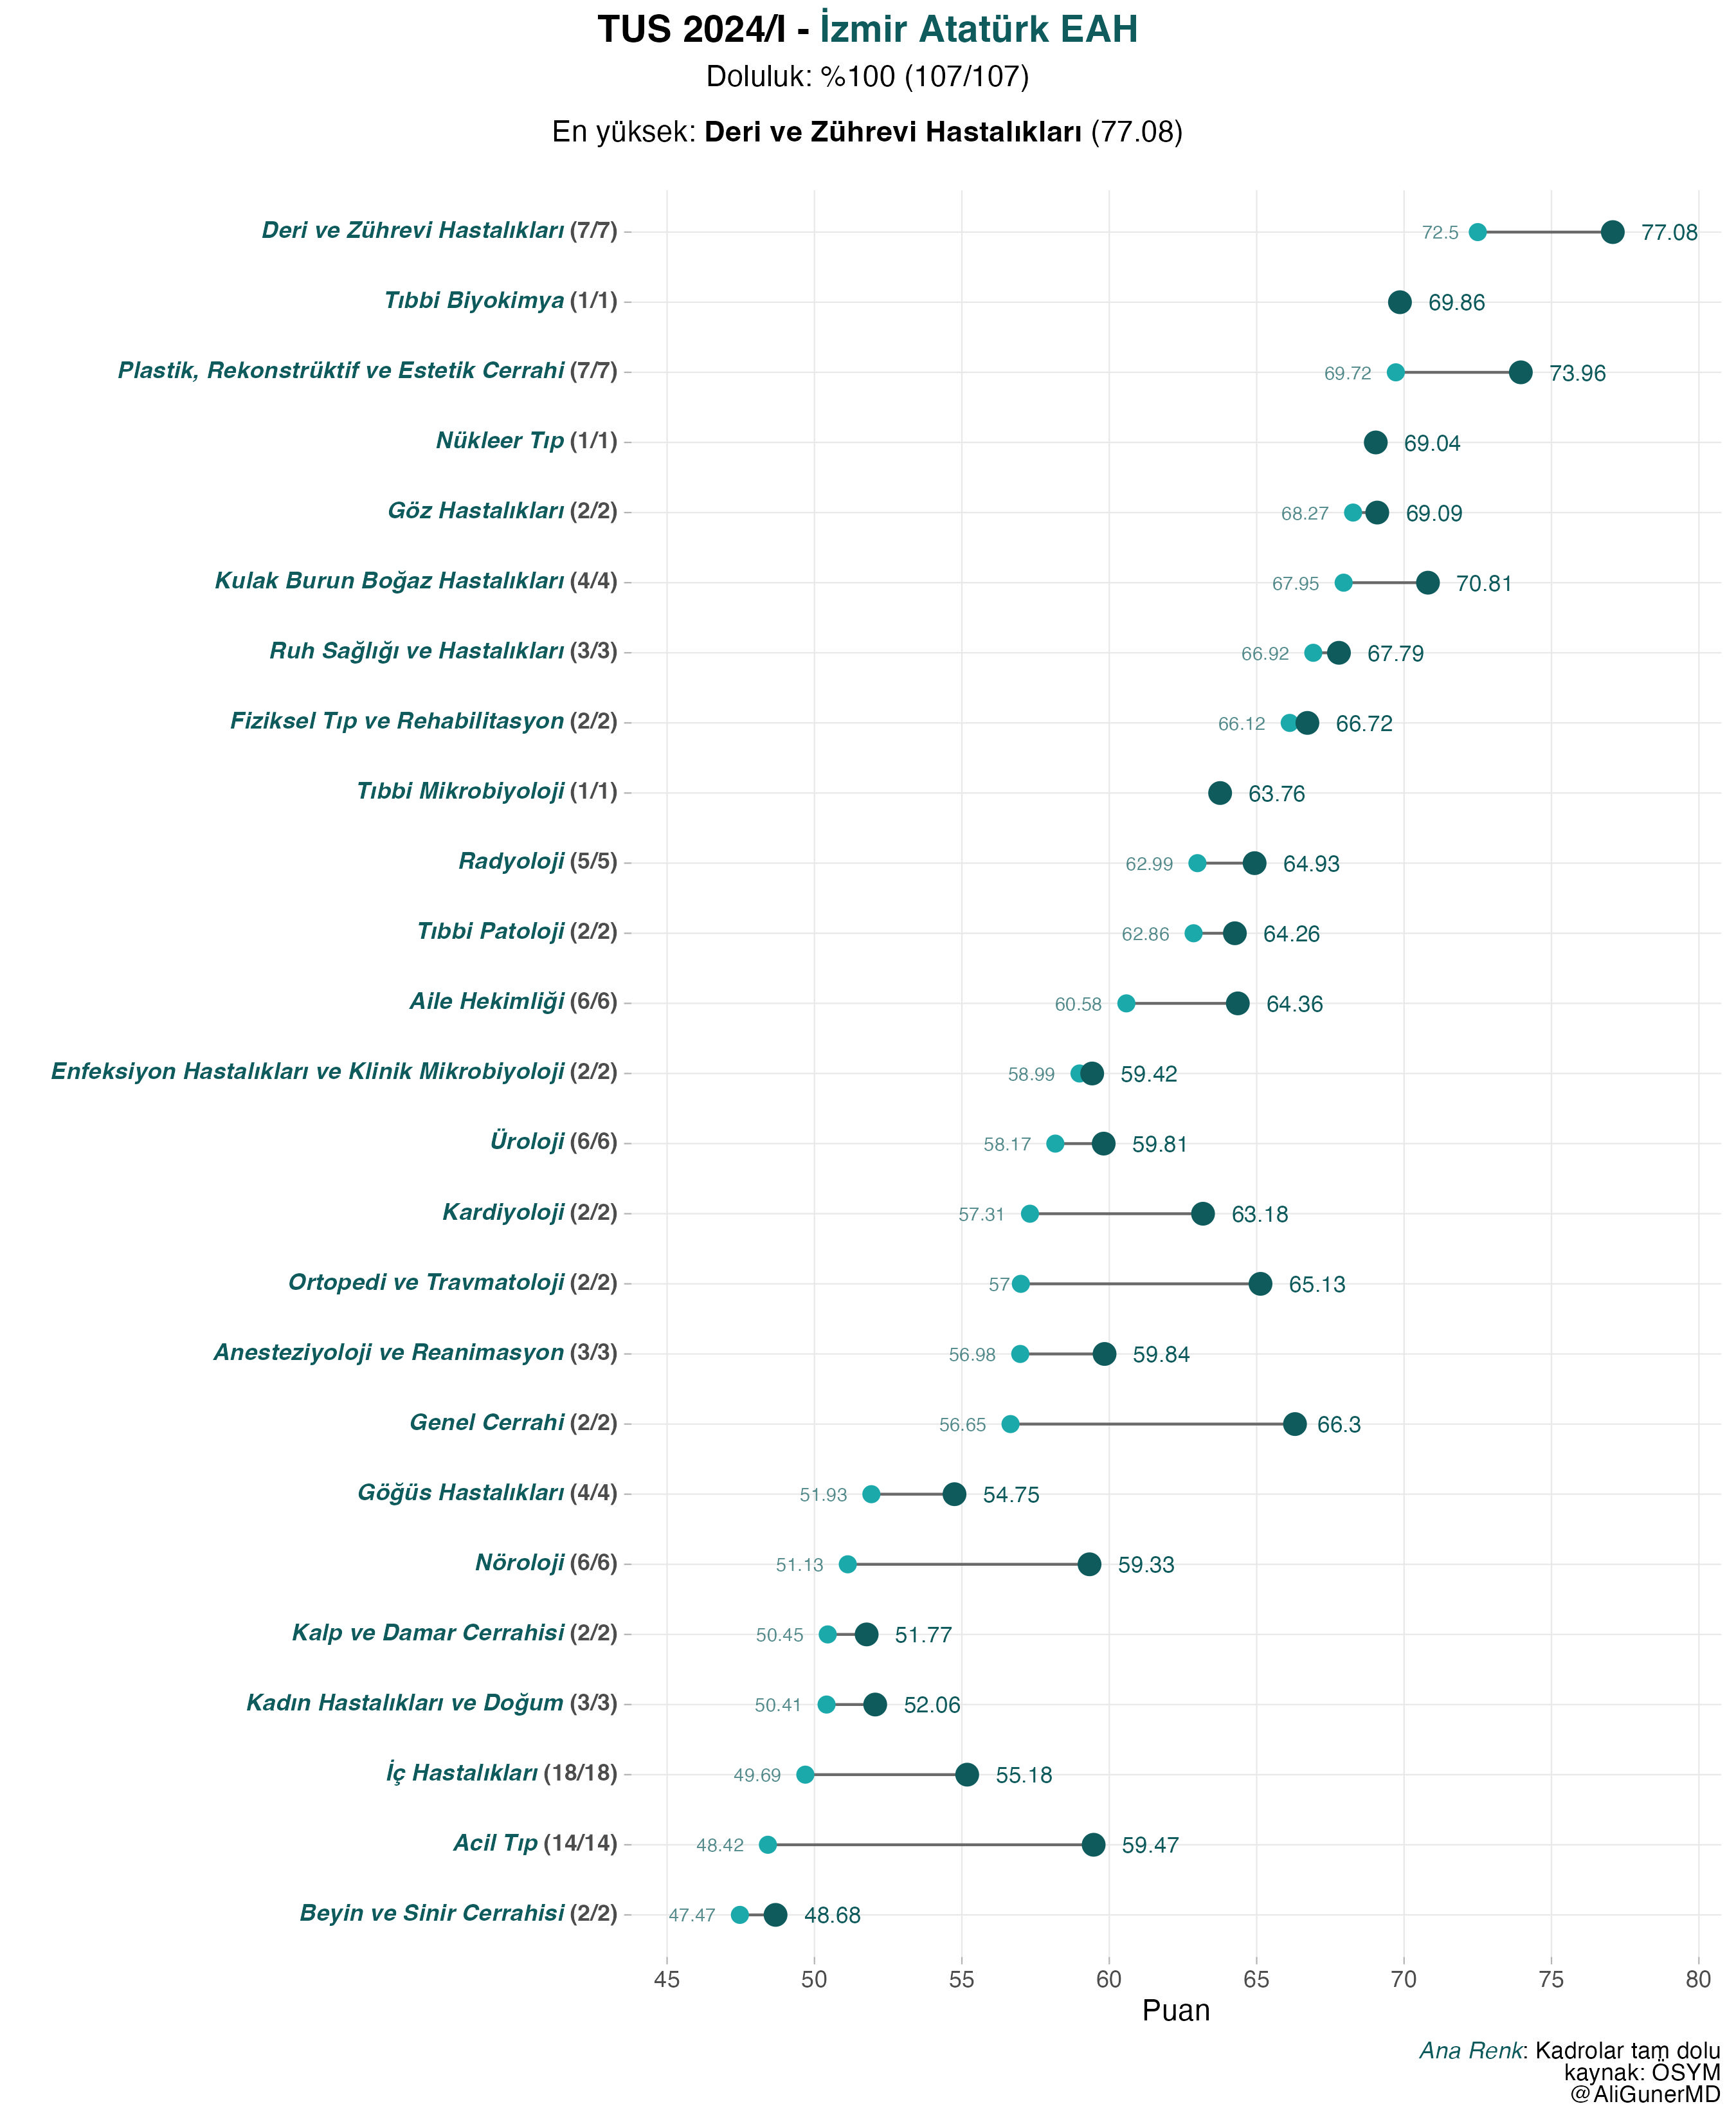 TUS 2024/I - İzmir Atatürk EAH
Doluluk: %100 (107/107)
En yüksek: Deri ve Zührevi Hastalıkları (77.08)
Deri ve Zührevi Hastalıkları (7/7) 72.5 77.08
Tıbbi Biyokimya (1/1) 69.86
Plastik, Rekonstrüktif ve Estetik Cerrahi (7/7) 69.72 73.96
Nükleer Tıp (1/1) 69.04
Göz Hastalıkları (2/2) 68.27 69.09
Kulak Burun Boğaz Hastalıkları (4/4) 67.95 70.81
Ruh Sağlığı ve Hastalıkları (3/3) 66.92 67.79
Fiziksel Tıp ve Rehabilitasyon (2/2) 66.12 66.72
Tıbbi Mikrobiyoloji (1/1) 63.76
Radyoloji (5/5) 62.99 64.93
Tıbbi Patoloji (2/2) 62.86 64.26
Aile Hekimliği (6/6) 60.58 64.36
Enfeksiyon Hastalıkları ve Klinik Mikrobiyoloji (2/2) 58.99 59.42
Üroloji (6/6) 58.17 59.81
Kardiyoloji (2/2) 57.31 63.18
Ortopedi ve Travmatoloji (2/2) 57 65.13
Anesteziyoloji ve Reanimasyon (3/3) 56.98 59.84
Genel Cerrahi (2/2) 56.65 66.3
Göğüs Hastalıkları (4/4) 51.93 54.75
Nöroloji (6/6) 51.13 59.33
Kalp ve Damar Cerrahisi (2/2) 50.45 51.77
Kadın Hastalıkları ve Doğum (3/3) 50.41 52.06
İç Hastalıkları (18/18) 49.69 55.18
Acil Tıp (14/14) 48.42 59.47
Beyin ve Sinir Cerrahisi (2/2) 47.47 48.68
45 50 55 60 65 70 75 80
Puan
Ana Renk: Kadrolar tam dolu
kaynak: ÖSYM
@AliGunerMD